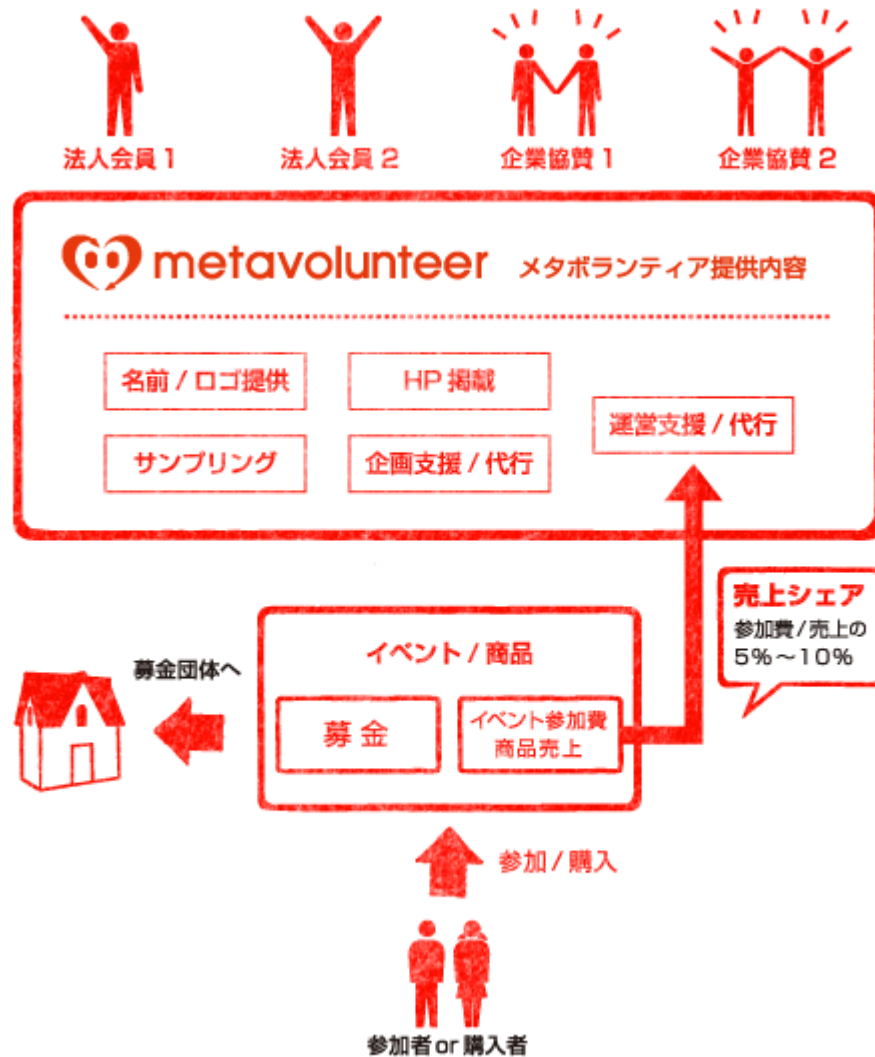 法人会員 1
法人会員 2
企業協賛 1
企業協賛 2
metavolunteer
メタボランティア提供内容
名前 / ロゴ提供
HP 掲載
運営支援 / 代行
サンプリング
企画支援 / 代行
売上シェア
参加費/売上の
5%～10%
イベント / 商品
募金団体へ
募 金
イベント参加費
商品売上
参加 / 購入
参加者 or 購入者